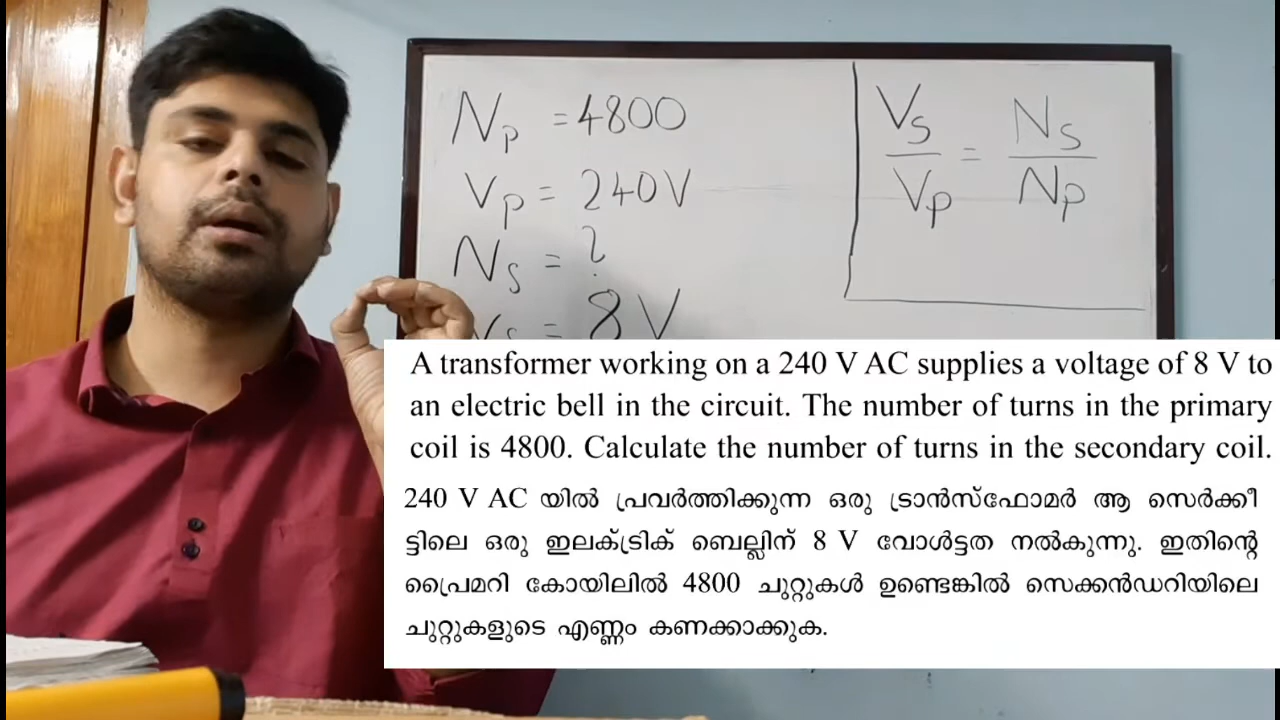 Np = 4800
Vp = 240V
Ns = ?
Vs = 8 V
Vs/Vp = Ns/Np
A transformer working on a 240 V AC supplies a voltage of 8 V to
an electric bell in the circuit. The number of turns in the primary
coil is 4800. Calculate the number of turns in the secondary coil.
240 V AC യിൽ പ്രവർത്തിക്കുന്ന ഒരു ട്രാൻസ്ഫോമർ ആ സെർക്കീ
ട്ടിലെ ഒരു ഇലക്ട്രിക് ബെല്ലിന് 8 V വോൾട്ടത നൽകുന്നു. ഇതിന്റെ
പ്രൈമറി കോയിലിൽ 4800 ചുറ്റുകൾ ഉണ്ടെങ്കിൽ സെക്കൻഡറിയിലെ
ചുറ്റുകളുടെ എണ്ണം കണക്കാക്കുക.